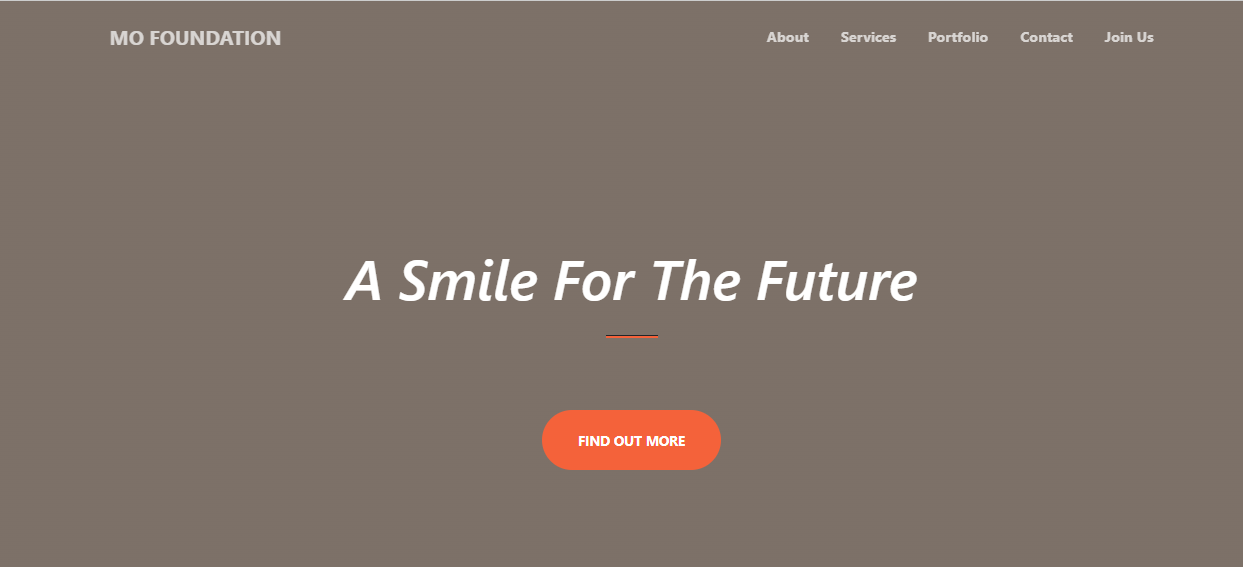 MO FOUNDATION
About Services Portfolio Contact Join Us
A Smile For The Future
FIND OUT MORE